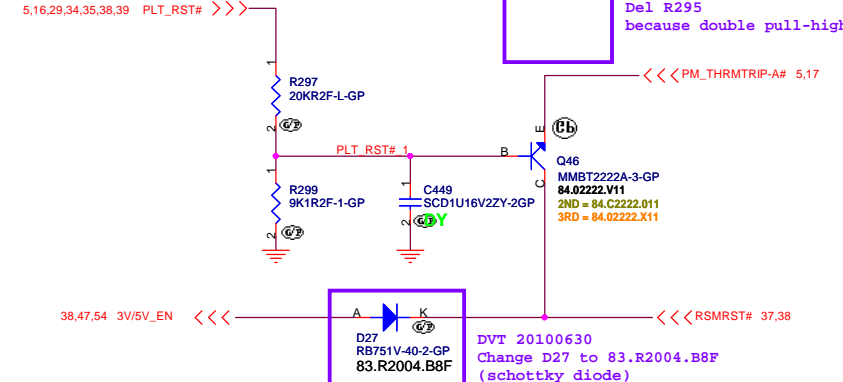 5,16,29,34,35,38,39 PLT_RST#
Del R295
because double pull-high
PM_THRMTRIP-A# 5,17
1
R297
20KR2F-L-GP
2
G/P
E
PLT_RST#_1
B
Q46
MMBT2222A-3-GP
84.02222.V11
2ND = 84.C2222.011
3RD = 84.02222.X11
C
1
R299
9K1R2F-1-GP
2
G/P
1
C449
SCD1U16V2ZY-2GP
2
G/P
DY
38,47,54 3V/5V_EN
A
K
G/P
RSMRST# 37,38
D27
RB751V-40-2-GP
83.R2004.B8F
DVT 20100630
Change D27 to 83.R2004.B8F
(schottky diode)